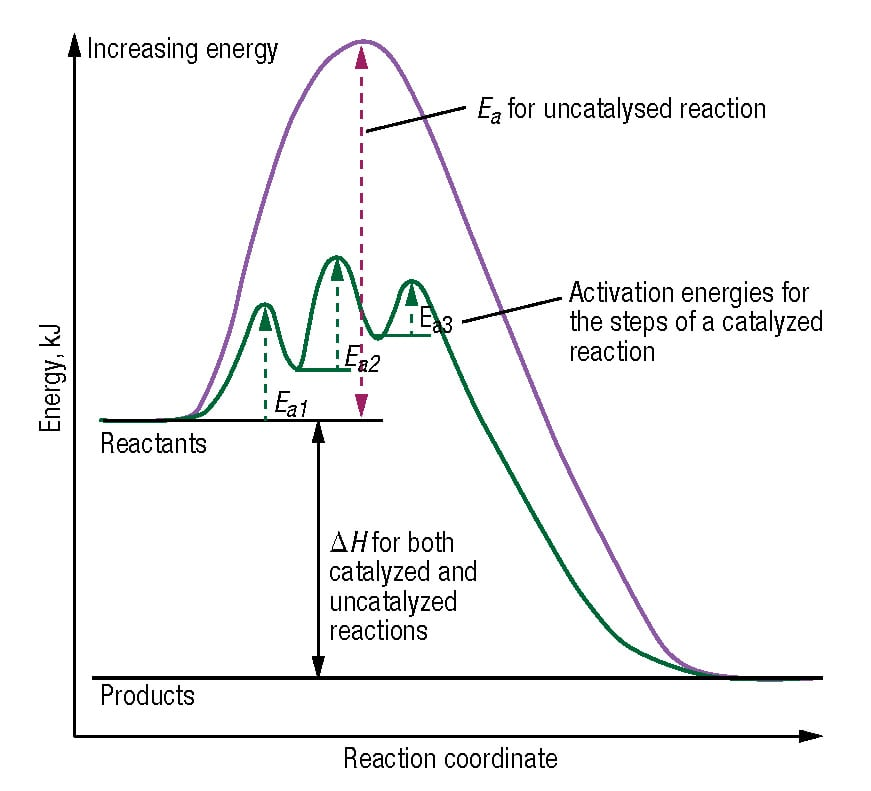 Increasing energy
Ea for uncatalysed reaction
Activation energies for
the steps of a catalyzed
reaction
Ea3
Ea2
Ea1
Energy, kJ
Reactants
ΔH for both
catalyzed and
uncatalyzed
reactions
Products
Reaction coordinate